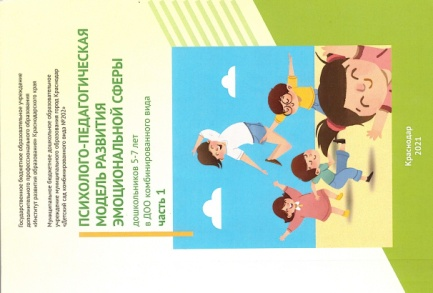 Государственное бюджетное образовательное учреждение
дополнительного профессионального образования
«Институт развития образования» Краснодарского края
Муниципальное бюджетное дошкольное образовательное
учреждение муниципального образования город Краснодар
«Детский сад комбинированного вида №202»
ПСИХОЛОГО-ПЕДАГОГИЧЕСКАЯ
МОДЕЛЬ РАЗВИТИЯ
ЭМОЦИОНАЛЬНОЙ СФЕРЫ
дошкольников 5-7 лет
в ДОО комбинированного вида
часть 1
Краснодар
2021